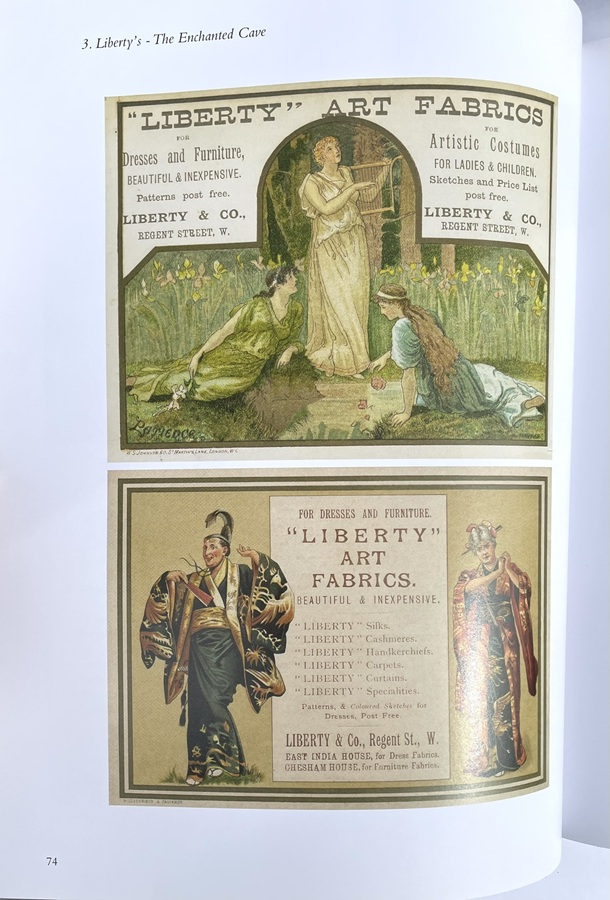 3. Liberty's - The Enchanted Cave
"LIBERTY" ART FABRICS
FOR
Dresses and Furniture,
BEAUTIFUL & INEXPENSIVE.
Patterns post free.
LIBERTY & CO.,
REGENT STREET, W.
FOR
Artistic Costumes
FOR LADIES & CHILDREN.
Sketches and Price List
post free.
LIBERTY & CO.,
REGENT STREET, W.
FOR DRESSES AND FURNITURE.
"LIBERTY"
ART
FABRICS.
BEAUTIFUL & INEXPENSIVE.
"LIBERTY" Silks.
"LIBERTY" Cashmeres.
"LIBERTY" Handkerchiefs.
"LIBERTY" Carpets.
"LIBERTY" Curtains.
"LIBERTY" Specialties.
Patterns, & Coloured Sketches for
Dresses, Post Free.
LIBERTY & Co., Regent St., W.
EAST INDIA HOUSE, for Dress Fabrics.
CHESHAM HOUSE, for Furniture Fabrics.
74